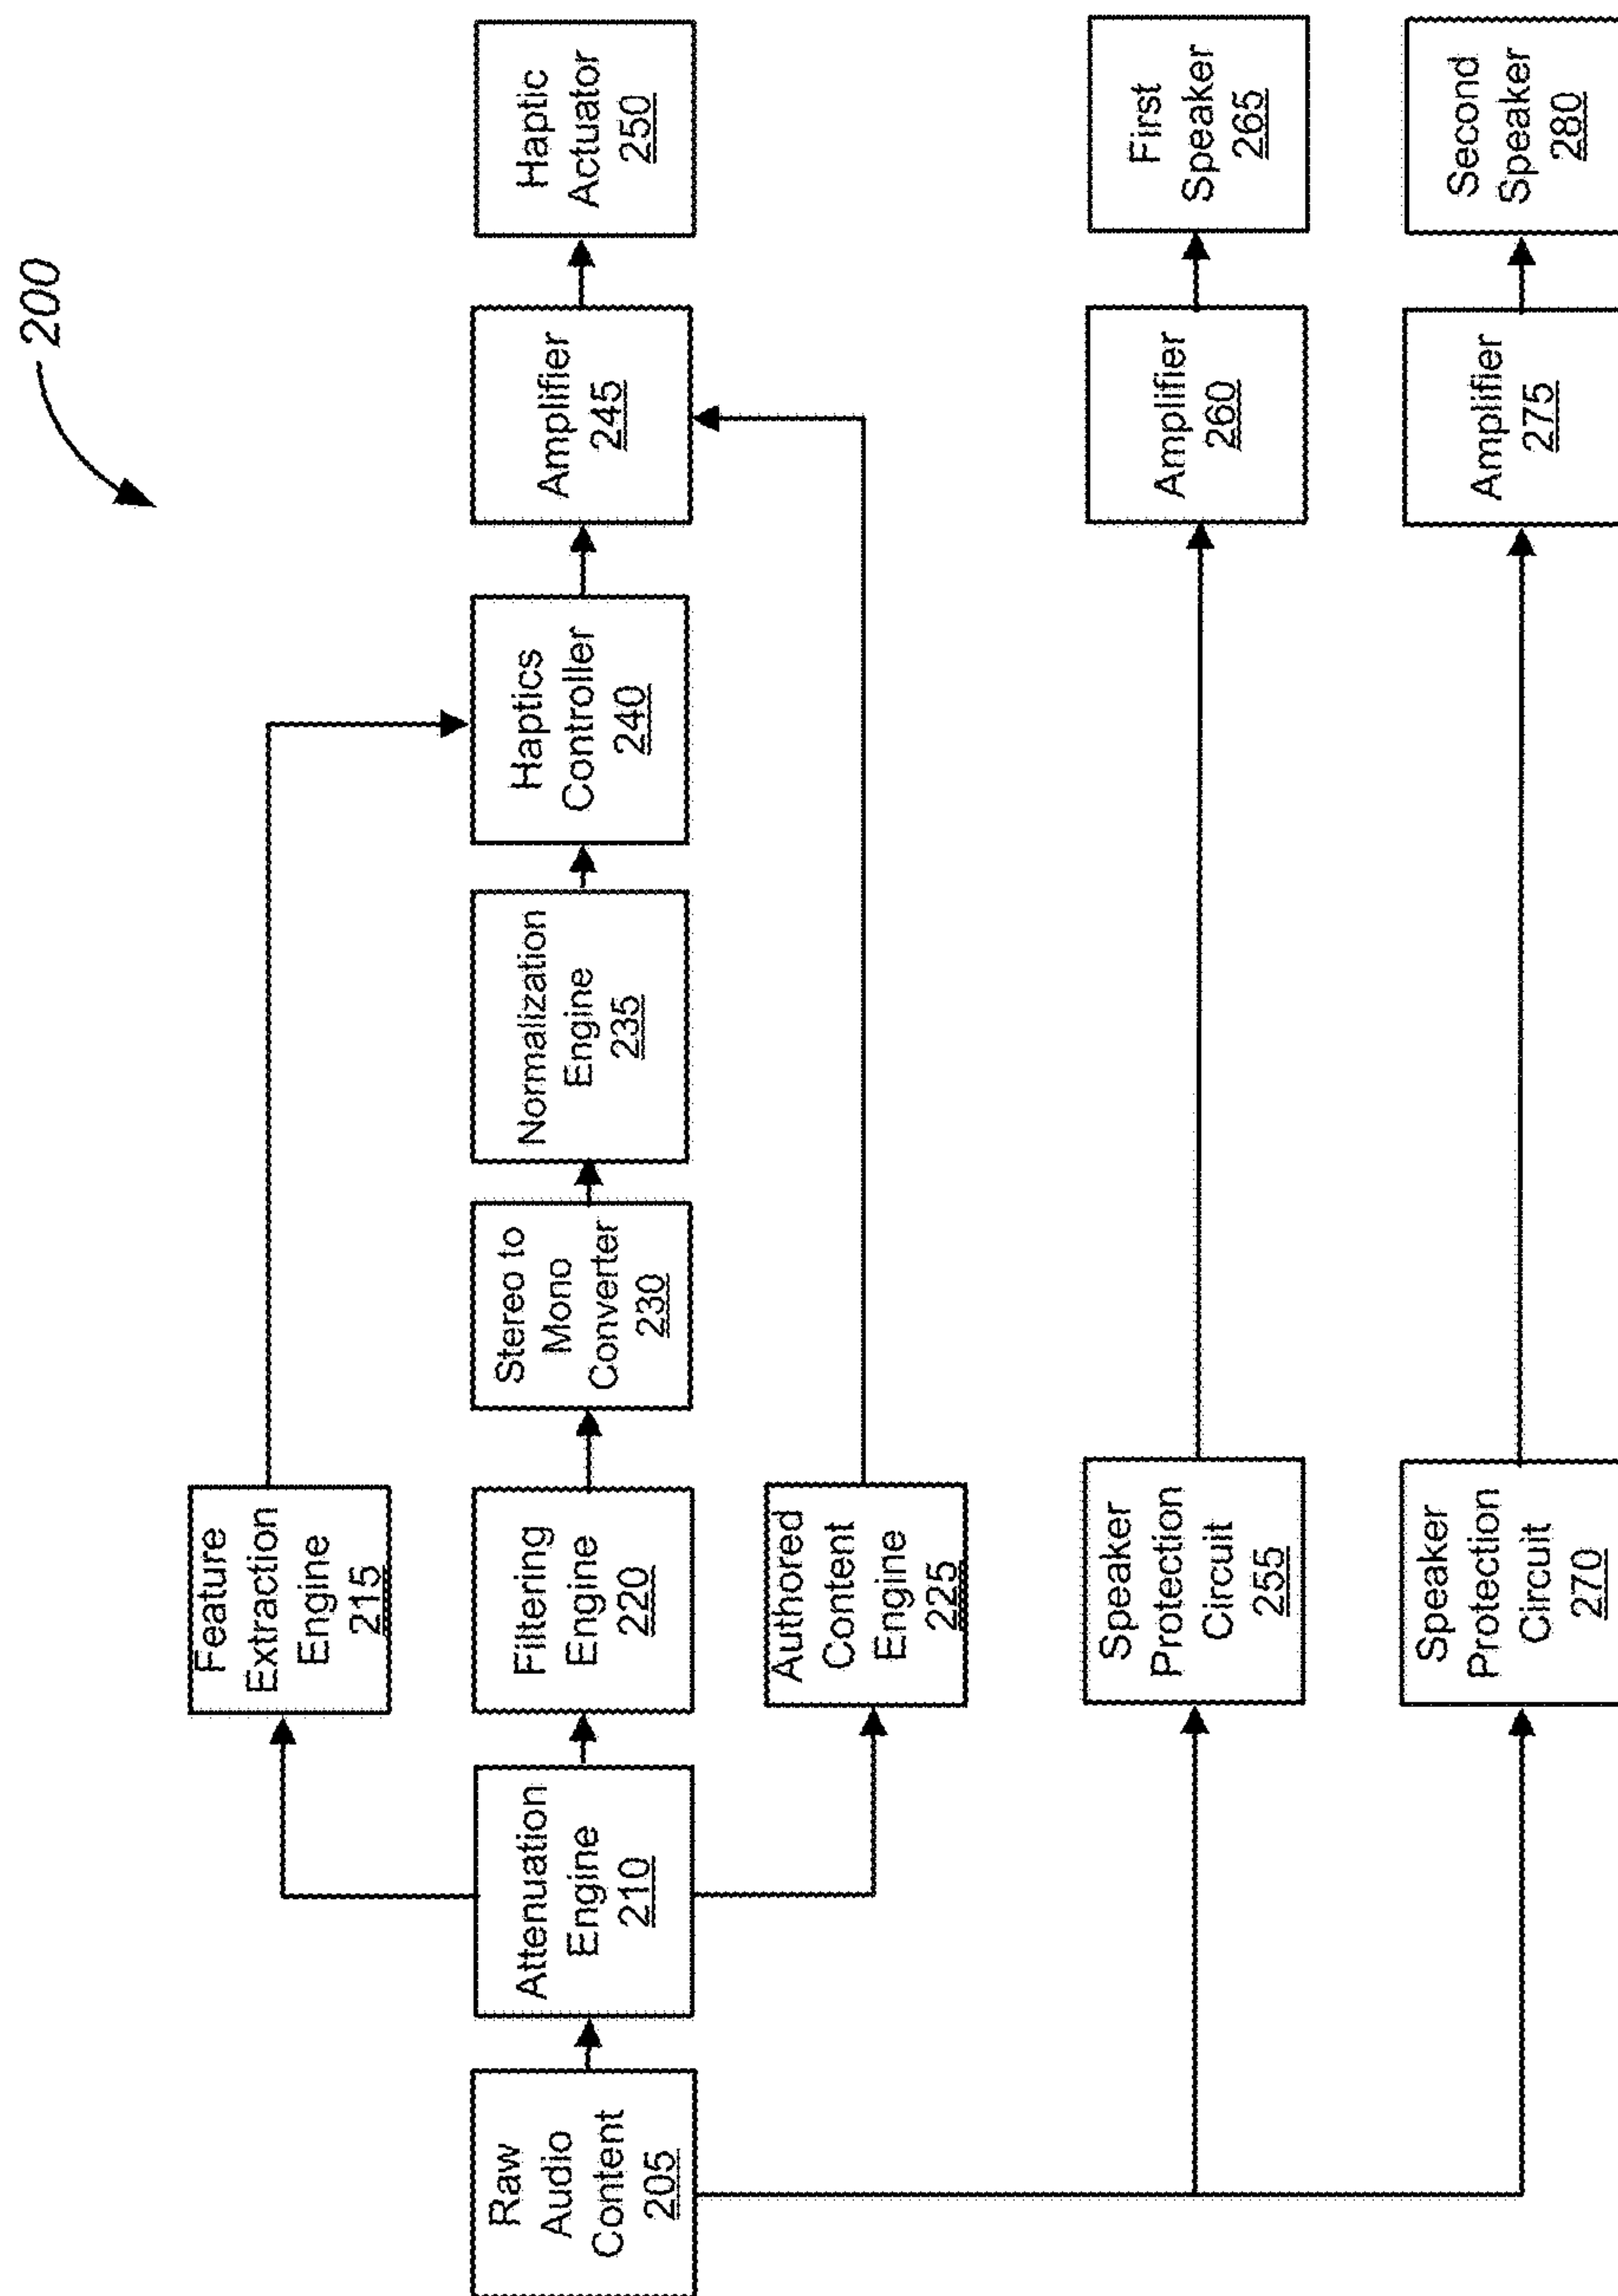 200
Feature
Extraction
Engine
215
Raw
Audio
Content
205
Attenuation
Engine
210
Filtering
Engine
220
Stereo to
Mono
Converter
230
Normalization
Engine
235
Haptics
Controller
240
Amplifier
245
Haptic
Actuator
250
Authored
Content
Engine
225
Speaker
Protection
Circuit
255
Amplifier
260
First
Speaker
265
Speaker
Protection
Circuit
270
Amplifier
275
Second
Speaker
280